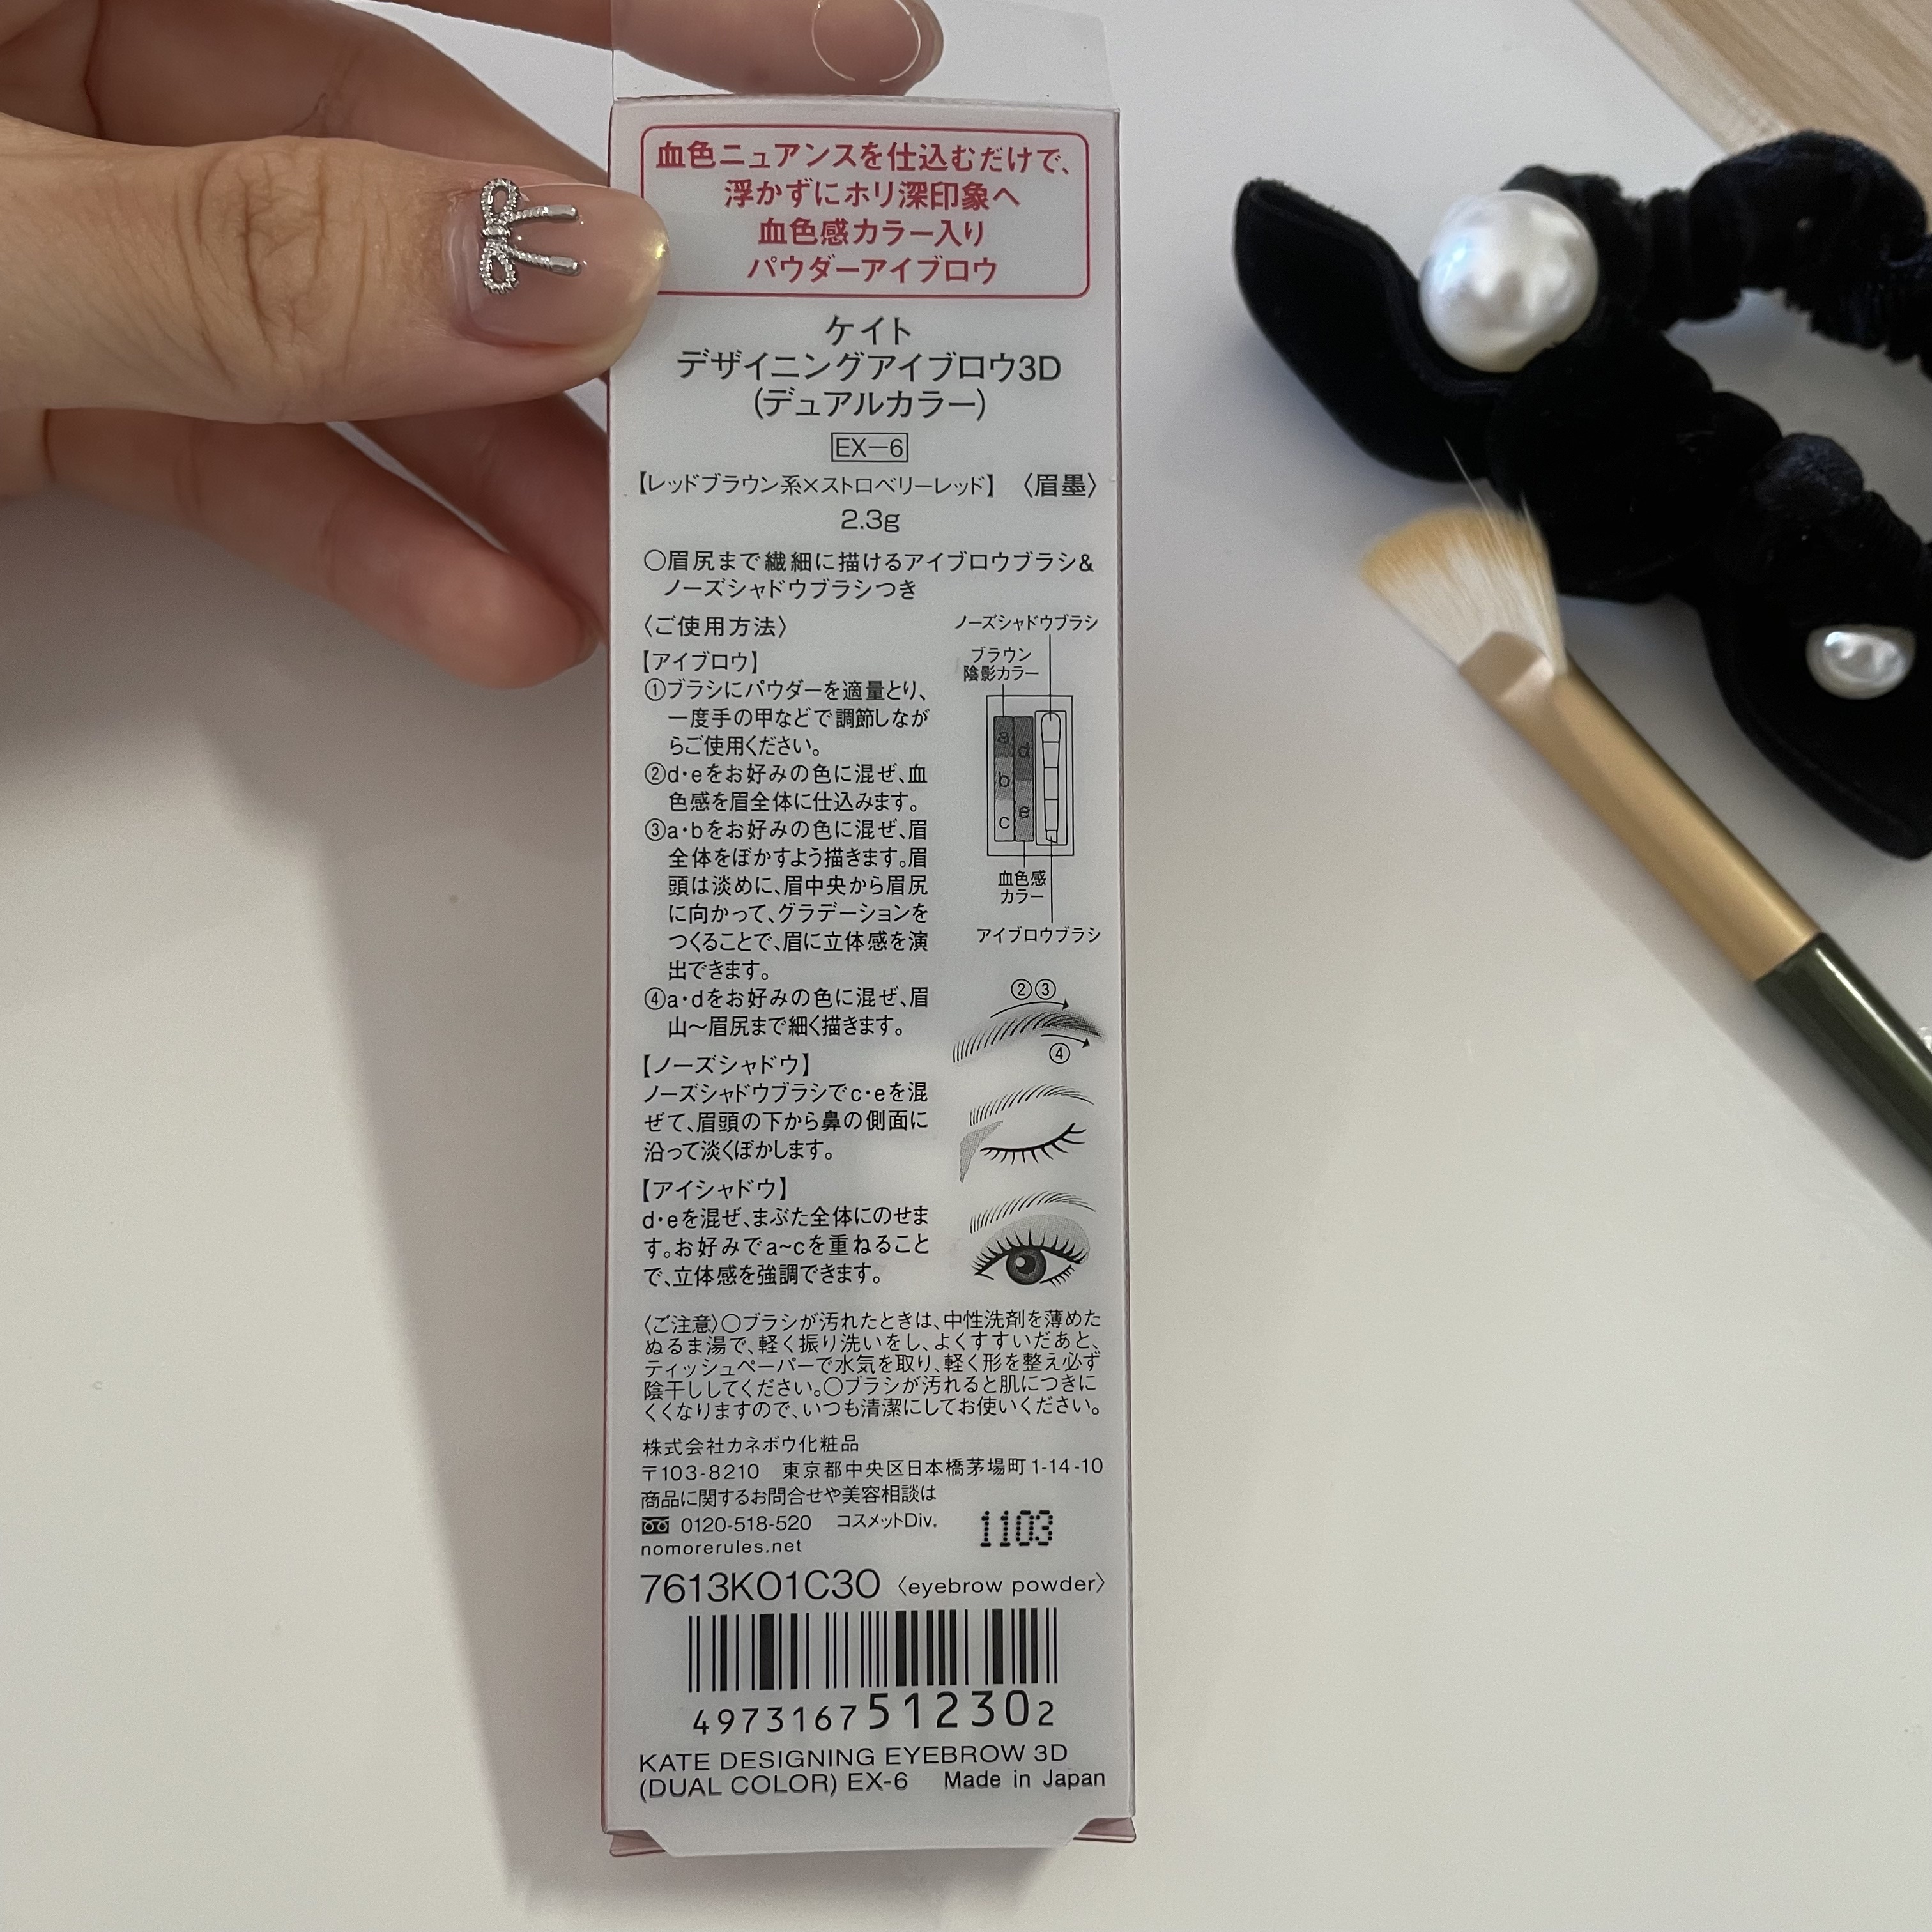 血色ニュアンスを仕込むだけで、
浮かずにホリ深印象へ
血色感カラー入り
パウダーアイブロウ
ケイト
デザイニングアイブロウ3D
(デュアルカラー)
EX-6
【レッドブラウン系×ストロベリーレッド】 〈眉墨〉
2.3g
○眉尻まで繊細に描けるアイブロウブラシ&
ノーズシャドウブラシつき
〈ご使用方法〉
【アイブロウ】
①ブラシにパウダーを適量とり、
一度手の甲などで調節しなが
らご使用ください。
②d・eをお好みの色に混ぜ、血
色感を眉全体に仕込みます。
③a・bをお好みの色に混ぜ、眉
全体をぼかすよう描きます。眉
頭は淡めに、眉中央から眉尻
に向かって、グラデーションを
つくることで、眉に立体感を演
出できます。
④a・dをお好みの色に混ぜ、眉
山〜眉尻まで細く描きます。
ノーズシャドウブラシ
ブラウン
陰影カラー
a
d
b
e
c
血色感
カラー
アイブロウブラシ
②③
④
【ノーズシャドウ】
ノーズシャドウブラシでc・eを混
ぜて、眉頭の下から鼻の側面に
沿って淡くぼかします。
【アイシャドウ】
d・eを混ぜ、まぶた全体にのせま
す。お好みでa~cを重ねること
で、立体感を強調できます。
〈ご注意〉○ブラシが汚れたときは、中性洗剤を薄めた
ぬるま湯で、軽く振り洗いをし、よくすすいだあと、
ティッシュペーパーで水気を取り、軽く形を整え必ず
陰干ししてください。○ブラシが汚れると肌につきに
くくなりますので、いつも清潔にしてお使いください。
株式会社カネボウ化粧品
〒103-8210 東京都中央区日本橋茅場町1-14-10
商品に関するお問合せや美容相談は
0120-518-520 コスメットDiv.
nomorerules.net
1103
7613K01C30 〈eyebrow powder〉
4973167512302
KATE DESIGNING EYEBROW 3D
(DUAL COLOR) EX-6 Made in Japan